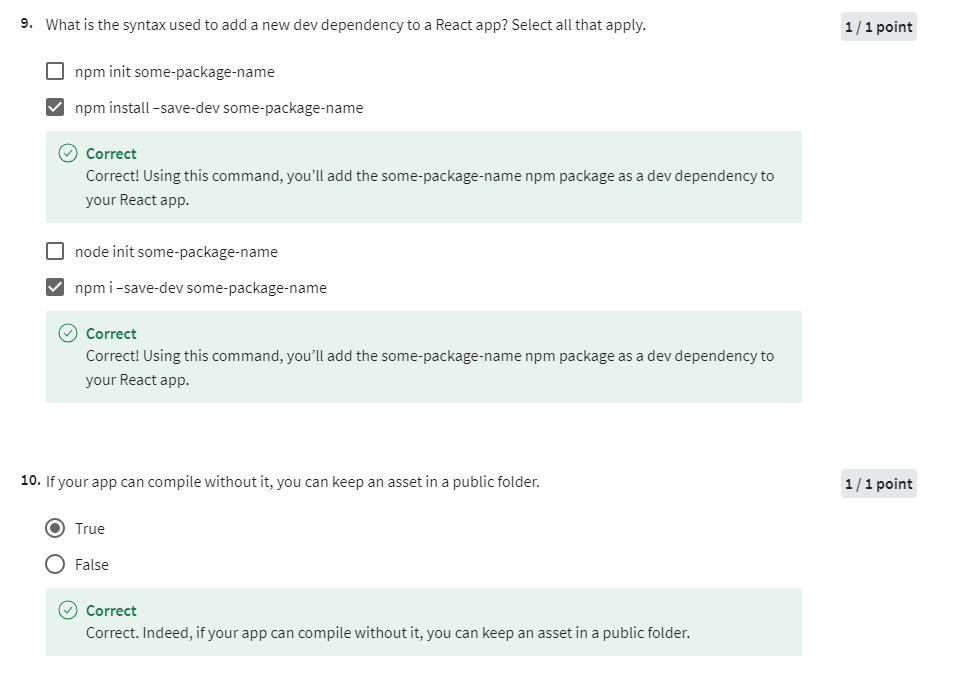 9. What is the syntax used to add a new dev dependency to a React app? Select all that apply.
1 / 1 point
npm init some-package-name
npm install –save-dev some-package-name
Correct
Correct! Using this command, you’ll add the some-package-name npm package as a dev dependency to
your React app.
node init some-package-name
npm i –save-dev some-package-name
Correct
Correct! Using this command, you’ll add the some-package-name npm package as a dev dependency to
your React app.
10. If your app can compile without it, you can keep an asset in a public folder.
1 / 1 point
True
False
Correct
Correct. Indeed, if your app can compile without it, you can keep an asset in a public folder.